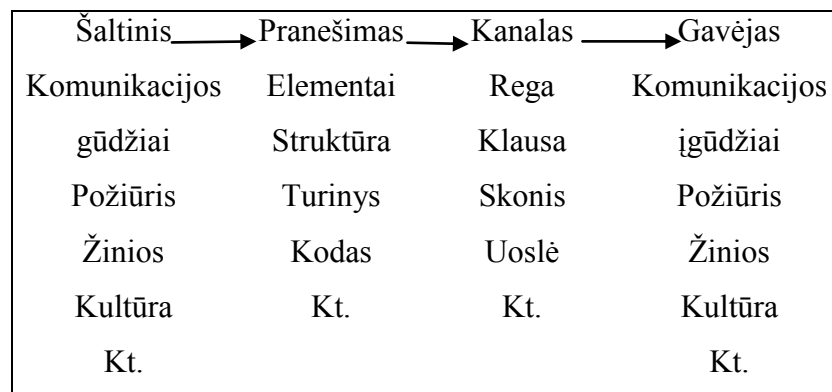 Šaltinis Pranešimas Kanalas Gavėjas
Komunikacijos Elementai Rega Komunikacijos
gūdžiai Struktūra Klausa įgūdžiai
Požiūris Turinys Skonis Požiūris
Žinios Kodas Uoslė Žinios
Kultūra Kt. Kt. Kultūra
Kt. Kt.